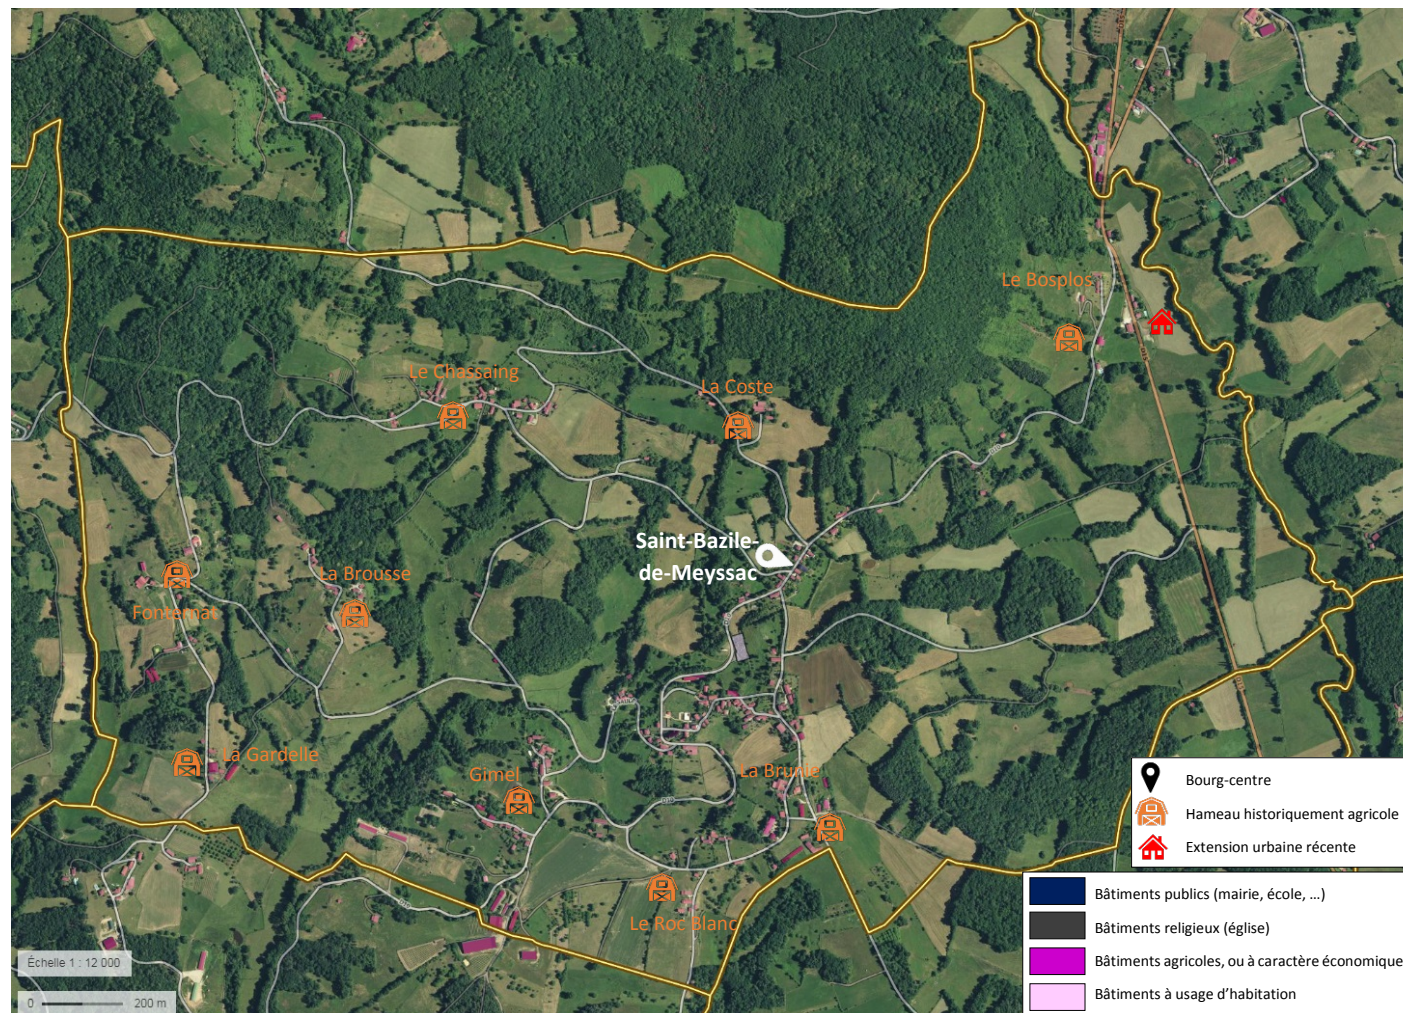 Le Bosplos
Le Chassaing
La Coste
Saint-Bazile-
de-Meyssac
La Brousse
Fonternat
La Gardelle
Gimel
La Brunie
Le Roc Blanc
Bourg-centre
Hameau historiquement agricole
Extension urbaine récente
Bâtiments publics (mairie, école, …)
Bâtiments religieux (église)
Bâtiments agricoles, ou à caractère économique
Bâtiments à usage d’habitation
Échelle 1 : 12 000
0 200 m